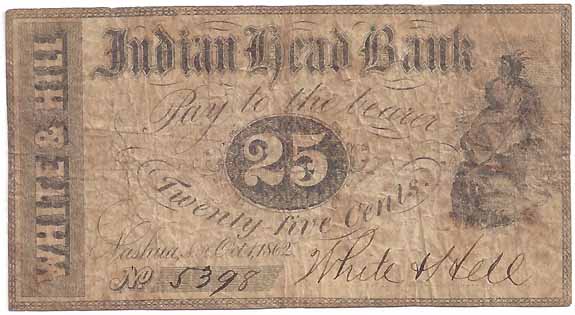 WHITE & HILL
Indian Head Bank
Pay to the bearer
25
Twenty five Cents.
Nashua, Oct 1, 1862
No 5398
White & Hill